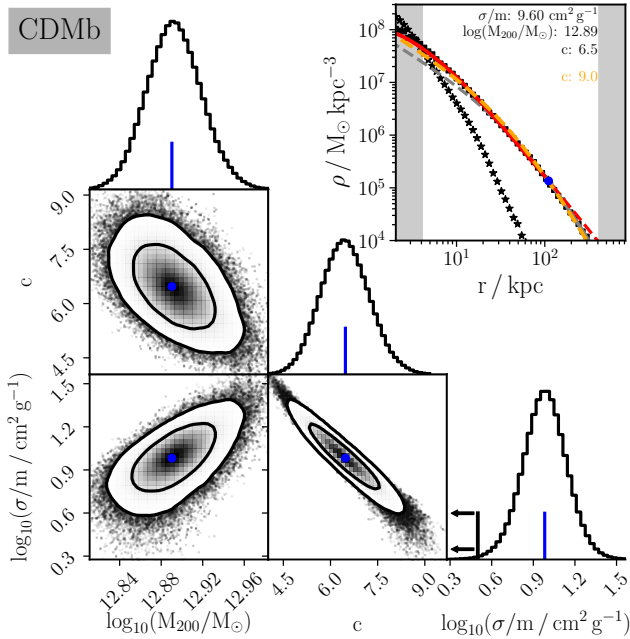 CDMb
σ/m: 9.60 cm² g⁻¹
log(M₂₀₀/M⊙): 12.89
c: 6.5
c: 9.0
10⁸
10⁷
10⁶
10⁵
10⁴
ρ / M⊙ kpc⁻³
10¹
10²
r / kpc
9.0
7.5
6.0
4.5
c
1.5
1.2
0.9
0.6
0.3
log₁₀(σ/m / cm² g⁻¹)
12.84
12.88
12.92
12.96
log₁₀(M₂₀₀/M⊙)
4.5
6.0
7.5
9.0
c
0.3
0.6
0.9
1.2
1.5
log₁₀(σ/m / cm² g⁻¹)